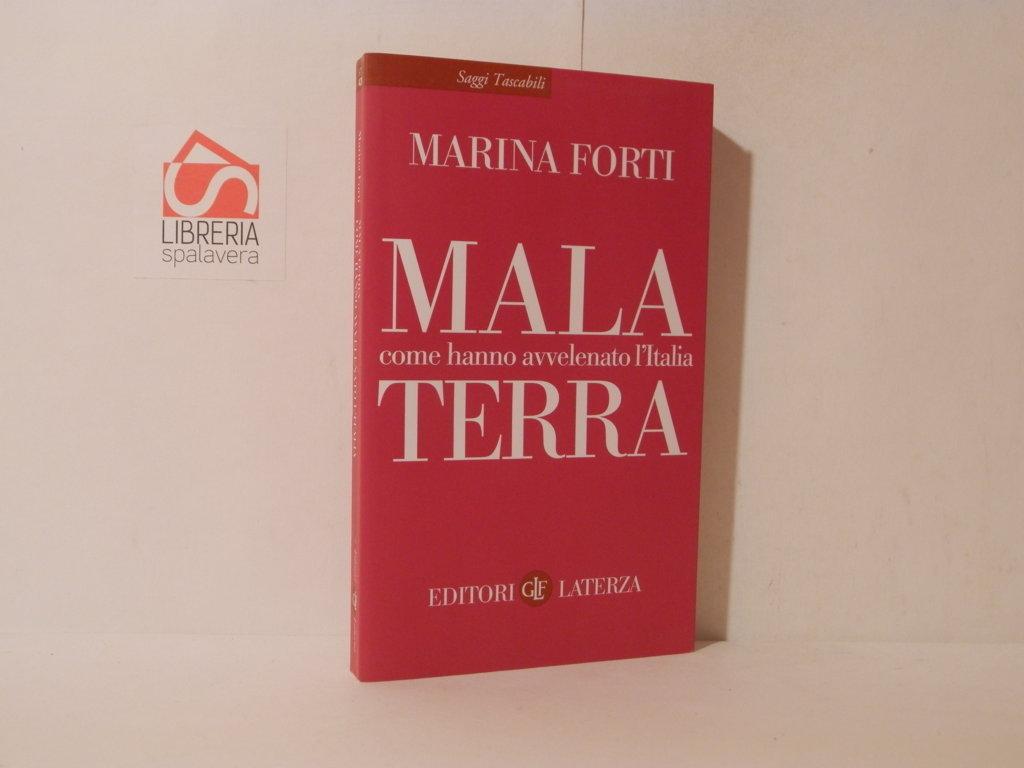 Saggi Tascabili
MARINA FORTI
MALA
come hanno avvelenato l'Italia
TERRA
EDITORI GLF LATERZA
LIBRERIA
spalavera